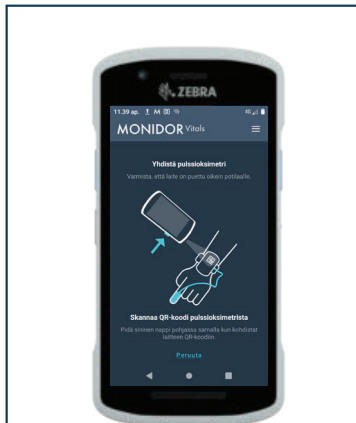 ZEBRA
11.39 ap.
4G
MONIDOR Vitals
Yhdistä pulssioksimetri
Varmista, että laite on puettu oikein potilaalle.
Skannaa QR-koodi pulssioksimetrista
Pidä sininen nappi pohjassa samalla kun kohdistat
laitteen QR-koodiin.
Peruuta